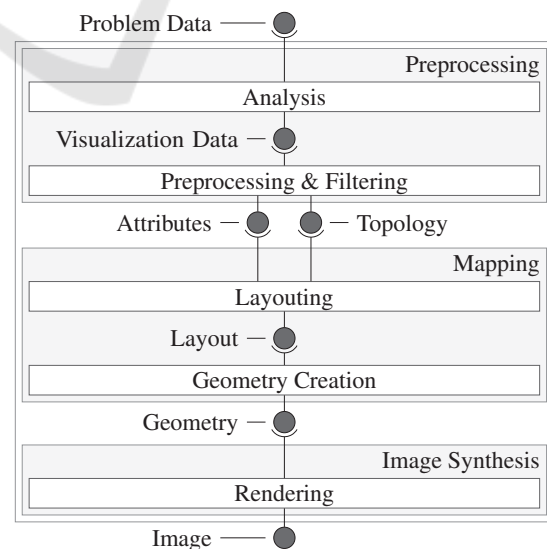 Problem Data
Preprocessing
Analysis
Visualization Data
Preprocessing & Filtering
Attributes
Topology
Mapping
Layouting
Layout
Geometry Creation
Geometry
Image Synthesis
Rendering
Image